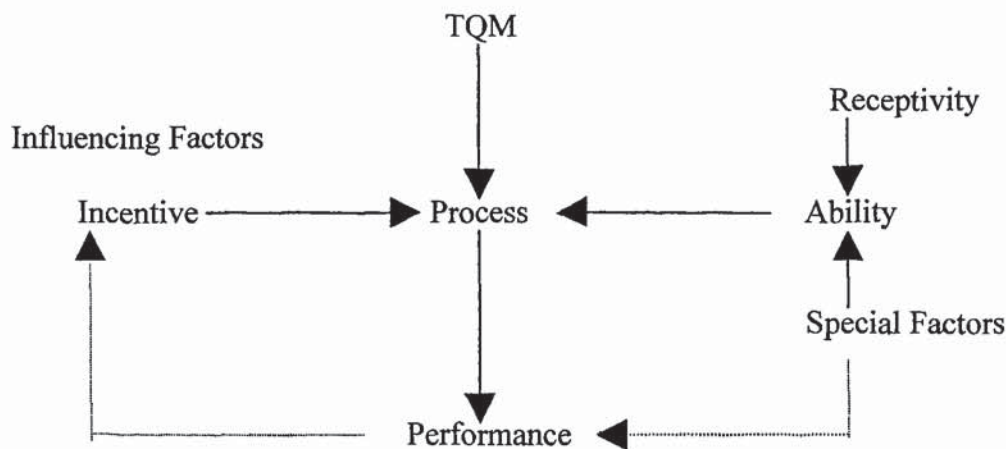 TQM
Receptivity
Influencing Factors
Incentive
Process
Ability
Special Factors
Performance